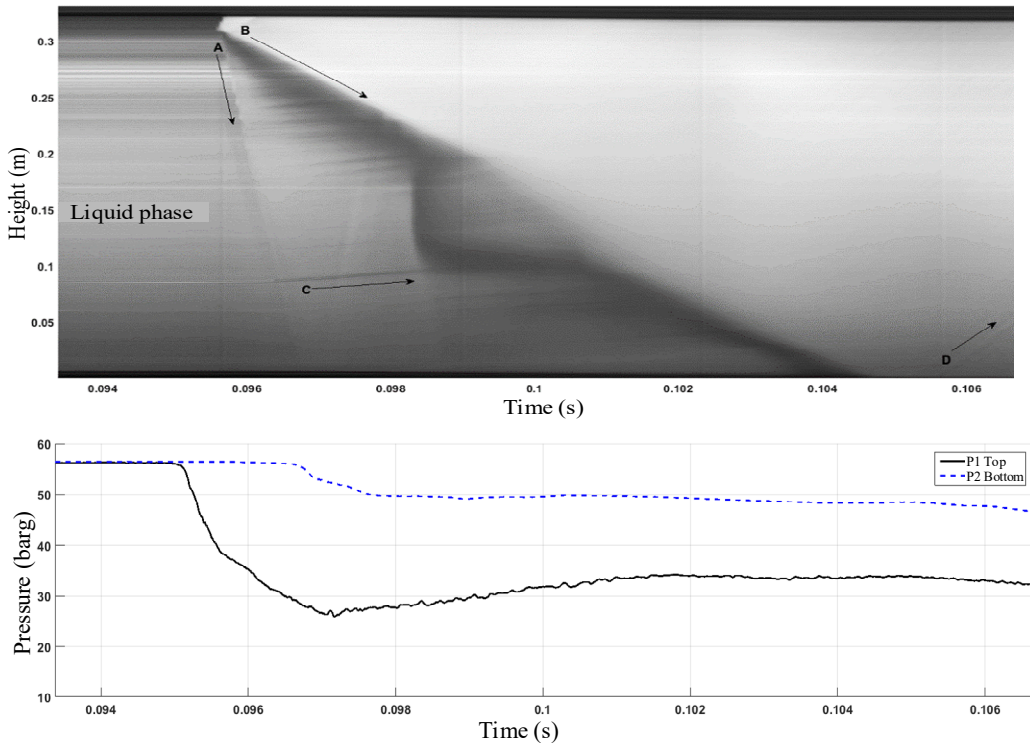 0.3
0.25
0.2
0.15
0.1
0.05
Height (m)
A
B
Liquid phase
C
D
0.094
0.096
0.098
0.1
0.102
0.104
0.106
Time (s)
60
50
40
30
20
10
Pressure (barg)
P1 Top
P2 Bottom
0.094
0.096
0.098
0.1
0.102
0.104
0.106
Time (s)